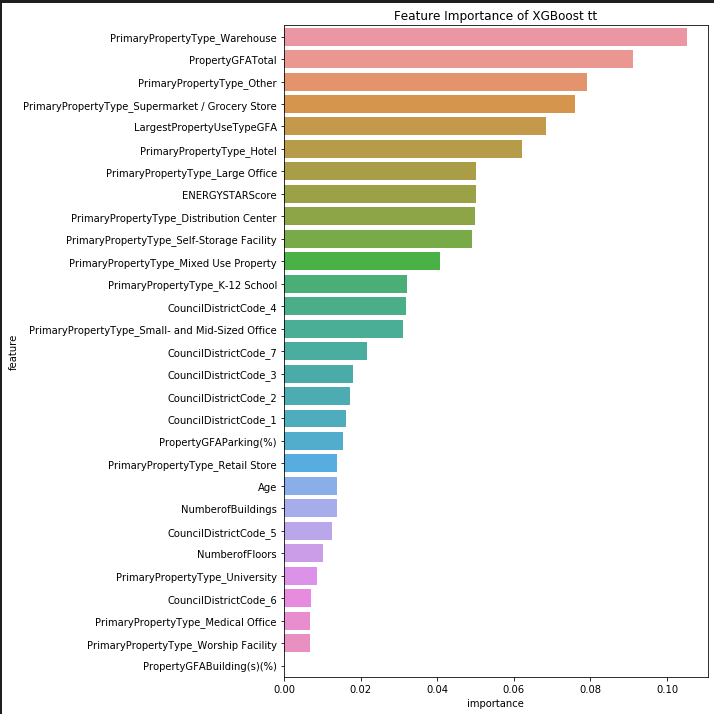 Feature Importance of XGBoost tt
PrimaryPropertyType_Warehouse
PropertyGFATotal
PrimaryPropertyType_Other
PrimaryPropertyType_Supermarket / Grocery Store
LargestPropertyUseTypeGFA
PrimaryPropertyType_Hotel
PrimaryPropertyType_Large Office
ENERGYSTARScore
PrimaryPropertyType_Distribution Center
PrimaryPropertyType_Self-Storage Facility
PrimaryPropertyType_Mixed Use Property
PrimaryPropertyType_K-12 School
CouncilDistrictCode_4
PrimaryPropertyType_Small- and Mid-Sized Office
CouncilDistrictCode_7
feature
CouncilDistrictCode_3
CouncilDistrictCode_2
CouncilDistrictCode_1
PropertyGFAParking(%)
PrimaryPropertyType_Retail Store
Age
NumberofBuildings
CouncilDistrictCode_5
NumberofFloors
PrimaryPropertyType_University
CouncilDistrictCode_6
PrimaryPropertyType_Medical Office
PrimaryPropertyType_Worship Facility
PropertyGFABuilding(s)(%)
0.00 0.02 0.04 0.06 0.08 0.10
importance